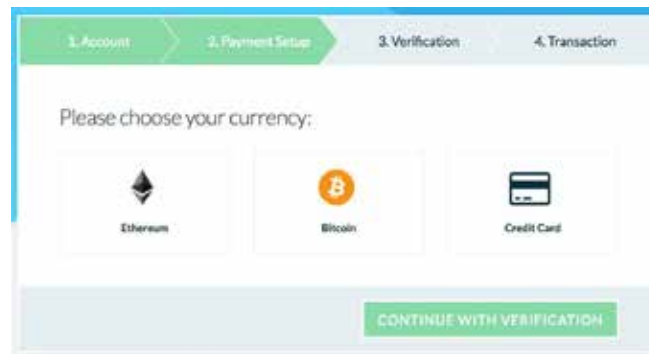 1. Account 2. Payment Setup 3. Verification 4. Transaction
Please choose your currency:
Ethereum Bitcoin Credit Card
CONTINUE WITH VERIFICATION